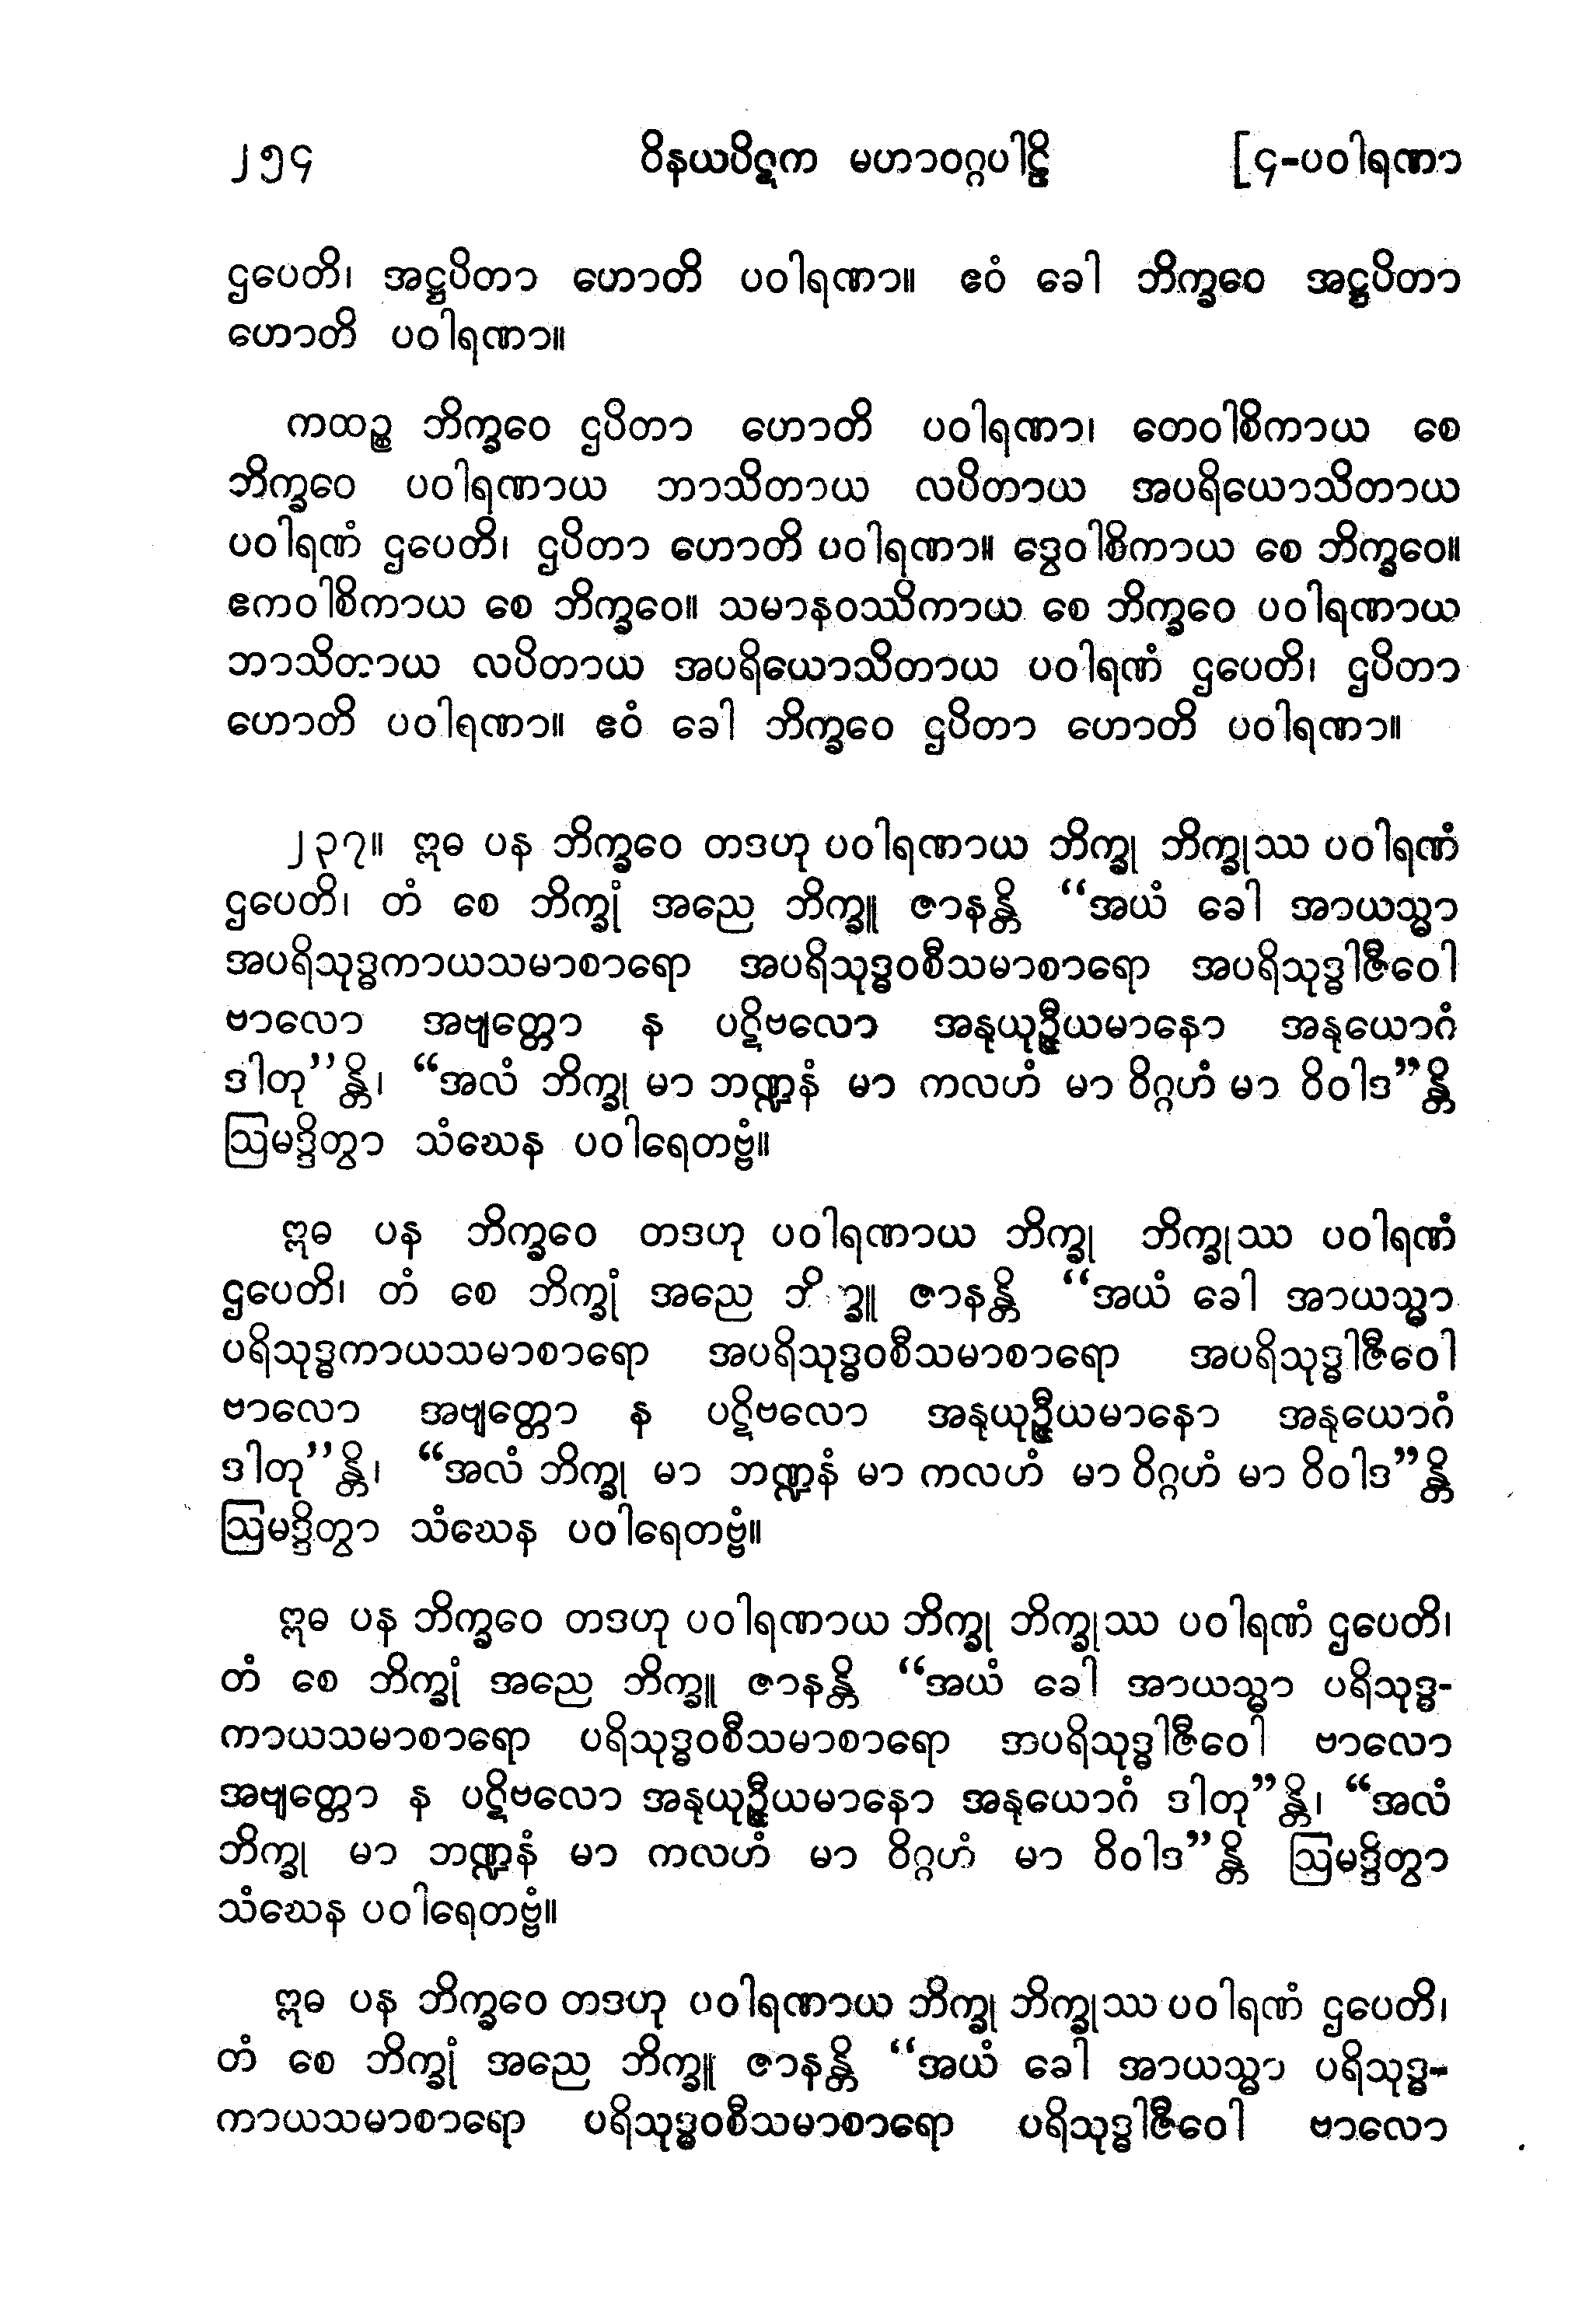 ၂၅၄ ဝိနယပိဋက မဟာဝဂ္ဂပါဠိ [၄-ပဝါရဏာ
ဌပေတိ၊ အဋ္ဌပိတာ ဟောတိ ပဝါရဏာ။ ဧဝံ ခေါ ဘိက္ခဝေ အဋ္ဌပိတာ
ဟောတိ ပဝါရဏာ။
ကထဉ္စ ဘိက္ခဝေ ဌပိတာ ဟောတိ ပဝါရဏာ၊ တေဝါစိကာယ စေ
ဘိက္ခဝေ ပဝါရဏာယ ဘာသိတာယ လပိတာယ အပရိယောသိတာယ
ပဝါရဏံ ဌပေတိ၊ ဌပိတာ ဟောတိ ပဝါရဏာ။ ဒွေဝါစိကာယ စေ ဘိက္ခဝေ။
ဧကဝါစိကာယ စေ ဘိက္ခဝေ။ သမာနဝဿိကာယ စေ ဘိက္ခဝေ ပဝါရဏာယ
ဘာသိတာယ လပိတာယ အပရိယောသိတာယ ပဝါရဏံ ဌပေတိ၊ ဌပိတာ
ဟောတိ ပဝါရဏာ။ ဧဝံ ခေါ ဘိက္ခဝေ ဌပိတာ ဟောတိ ပဝါရဏာ။
၂၃၇။ ဣဓ ပန ဘိက္ခဝေ တဒဟု ပဝါရဏာယ ဘိက္ခု ဘိက္ခုဿ ပဝါရဏံ
ဌပေတိ၊ တံ စေ ဘိက္ခုံ အညေ ဘိက္ခူ ဇာနန္တိ “အယံ ခေါ အာယသ္မာ
အပရိသုဒ္ဓကာယသမာစာရော အပရိသုဒ္ဓဝစီသမာစာရော အပရိသုဒ္ဓါဇီဝေါ
ဗာလော အဗျတ္တော န ပဋိဗလော အနုယုဉ္ဇီယမာနော အနုယောဂံ
ဒါတု”န္တိ၊ “အလံ ဘိက္ခု မာ ဘဏ္ဍနံ မာ ကလဟံ မာ ဝိဂ္ဂဟံ မာ ဝိဝါဒ”န္တိ
ဩမဒ္ဒိတွာ သံဃေန ပဝါရေတဗ္ဗံ။
ဣဓ ပန ဘိက္ခဝေ တဒဟု ပဝါရဏာယ ဘိက္ခု ဘိက္ခုဿ ပဝါရဏံ
ဌပေတိ၊ တံ စေ ဘိက္ခုံ အညေ ဘိက္ခူ ဇာနန္တိ “အယံ ခေါ အာယသ္မာ
ပရိသုဒ္ဓကာယသမာစာရော အပရိသုဒ္ဓဝစီသမာစာရော အပရိသုဒ္ဓါဇီဝေါ
ဗာလော အဗျတ္တော န ပဋိဗလော အနုယုဉ္ဇီယမာနော အနုယောဂံ
ဒါတု”န္တိ၊ “အလံ ဘိက္ခု မာ ဘဏ္ဍနံ မာ ကလဟံ မာ ဝိဂ္ဂဟံ မာ ဝိဝါဒ”န္တိ
ဩမဒ္ဒိတွာ သံဃေန ပဝါရေတဗ္ဗံ။
ဣဓ ပန ဘိက္ခဝေ တဒဟု ပဝါရဏာယ ဘိက္ခု ဘိက္ခုဿ ပဝါရဏံ ဌပေတိ၊
တံ စေ ဘိက္ခုံ အညေ ဘိက္ခူ ဇာနန္တိ “အယံ ခေါ အာယသ္မာ ပရိသုဒ္ဓ-
ကာယသမာစာရော ပရိသုဒ္ဓဝစီသမာစာရော အပရိသုဒ္ဓါဇီဝေါ ဗာလော
အဗျတ္တော န ပဋိဗလော အနုယုဉ္ဇီယမာနော အနုယောဂံ ဒါတု”န္တိ၊ “အလံ
ဘိက္ခု မာ ဘဏ္ဍနံ မာ ကလဟံ မာ ဝိဂ္ဂဟံ မာ ဝိဝါဒ”န္တိ ဩမဒ္ဒိတွာ
သံဃေန ပဝါရေတဗ္ဗံ။
ဣဓ ပန ဘိက္ခဝေ တဒဟု ပဝါရဏာယ ဘိက္ခု ဘိက္ခုဿ ပဝါရဏံ ဌပေတိ၊
တံ စေ ဘိက္ခုံ အညေ ဘိက္ခူ ဇာနန္တိ “အယံ ခေါ အာယသ္မာ ပရိသုဒ္ဓ-
ကာယသမာစာရော ပရိသုဒ္ဓဝစီသမာစာရော ပရိသုဒ္ဓါဇီဝေါ ဗာလော